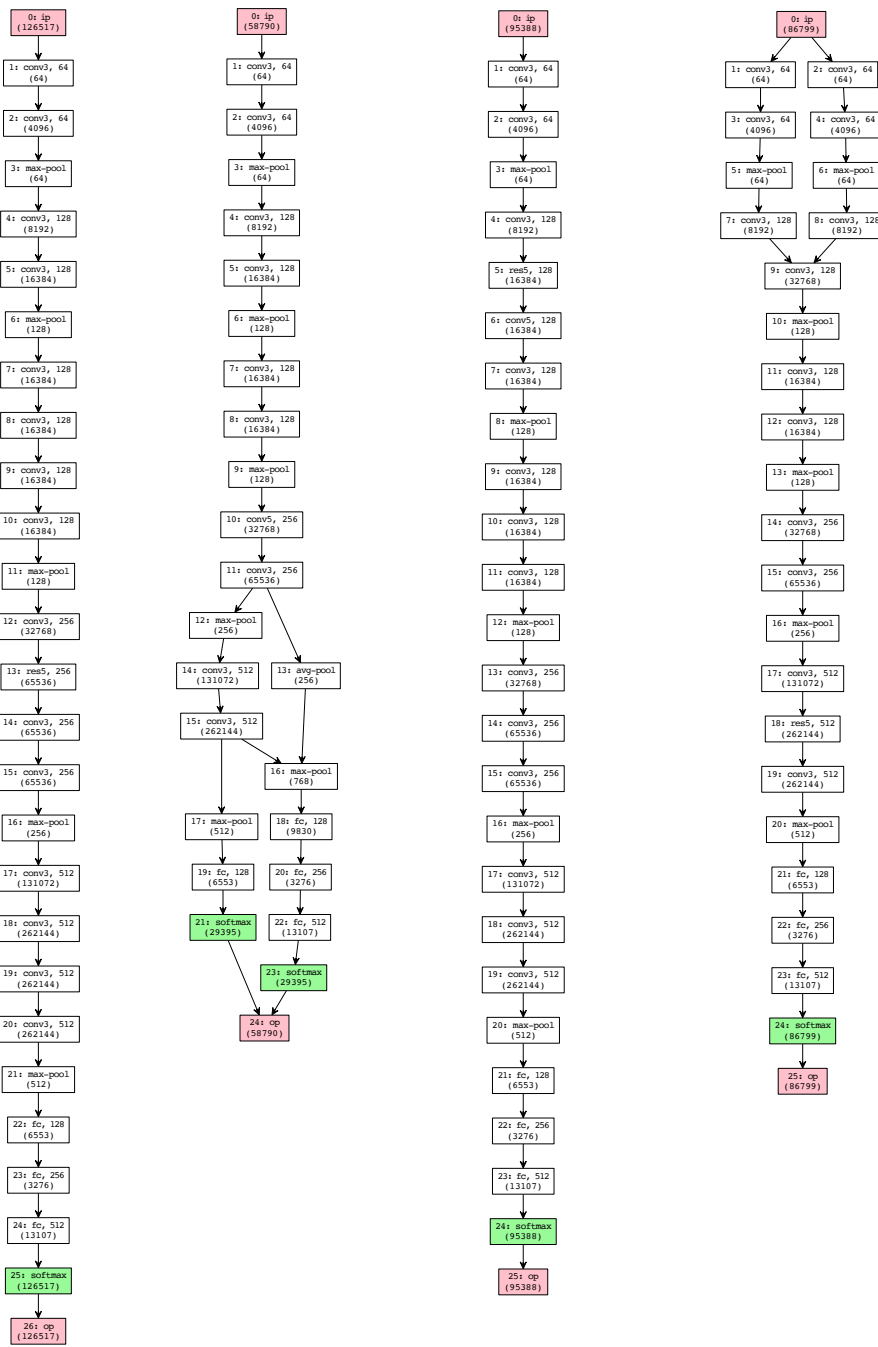 0: ip
(126517)
1: conv3, 64
(64)
2: conv3, 64
(4096)
3: max-pool
(64)
4: conv3, 128
(8192)
5: conv3, 128
(16384)
6: max-pool
(128)
7: conv3, 128
(16384)
8: conv3, 128
(16384)
9: conv3, 128
(16384)
10: conv3, 128
(16384)
11: max-pool
(128)
12: conv3, 256
(32768)
13: res5, 256
(65536)
14: conv3, 256
(65536)
15: conv3, 256
(65536)
16: max-pool
(256)
17: conv3, 512
(131072)
18: conv3, 512
(262144)
19: conv3, 512
(262144)
20: conv3, 512
(262144)
21: max-pool
(512)
22: fc, 128
(6553)
23: fc, 256
(3276)
24: fc, 512
(13107)
25: softmax
(126517)
26: op
(126517)
0: ip
(58790)
1: conv3, 64
(64)
2: conv3, 64
(4096)
3: max-pool
(64)
4: conv3, 128
(8192)
5: conv3, 128
(16384)
6: max-pool
(128)
7: conv3, 128
(16384)
8: conv3, 128
(16384)
9: max-pool
(128)
10: conv5, 256
(32768)
11: conv3, 256
(65536)
12: max-pool
(256)
13: avg-pool
(256)
14: conv3, 512
(131072)
15: conv3, 512
(262144)
16: max-pool
(768)
17: max-pool
(512)
18: fc, 128
(9830)
19: fc, 128
(6553)
20: fc, 256
(3276)
21: softmax
(29395)
22: fc, 512
(13107)
23: softmax
(29395)
24: op
(58790)
0: ip
(95388)
1: conv3, 64
(64)
2: conv3, 64
(4096)
3: max-pool
(64)
4: conv3, 128
(8192)
5: res5, 128
(16384)
6: conv5, 128
(16384)
7: conv3, 128
(16384)
8: max-pool
(128)
9: conv3, 128
(16384)
10: conv3, 128
(16384)
11: conv3, 128
(16384)
12: max-pool
(128)
13: conv3, 256
(32768)
14: conv3, 256
(65536)
15: conv3, 256
(65536)
16: max-pool
(256)
17: conv3, 512
(131072)
18: conv3, 512
(262144)
19: conv3, 512
(262144)
20: max-pool
(512)
21: fc, 128
(6553)
22: fc, 256
(3276)
23: fc, 512
(13107)
24: softmax
(95388)
25: op
(95388)
0: ip
(86799)
1: conv3, 64
(64)
2: conv3, 64
(64)
3: conv3, 64
(4096)
4: conv3, 64
(4096)
5: max-pool
(64)
6: max-pool
(64)
7: conv3, 128
(8192)
8: conv3, 128
(8192)
9: conv3, 128
(32768)
10: max-pool
(128)
11: conv3, 128
(16384)
12: conv3, 128
(16384)
13: max-pool
(128)
14: conv3, 256
(32768)
15: conv3, 256
(65536)
16: max-pool
(256)
17: conv3, 512
(131072)
18: res5, 512
(262144)
19: conv3, 512
(262144)
20: max-pool
(512)
21: fc, 128
(6553)
22: fc, 256
(3276)
23: fc, 512
(13107)
24: softmax
(86799)
25: op
(86799)